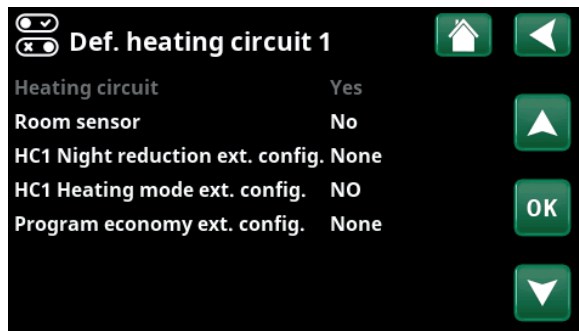 Def. heating circuit 1
Heating circuit Yes
Room sensor No
HC1 Night reduction ext. config. None
HC1 Heating mode ext. config. NO
Program economy ext. config. None
OK